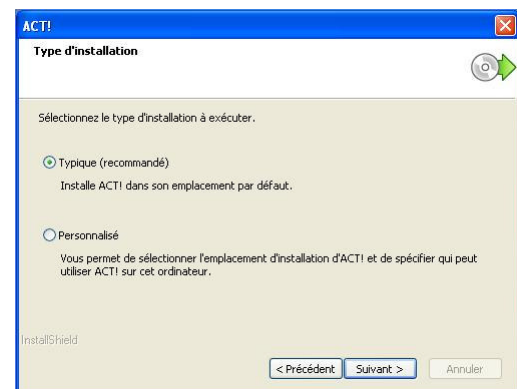 ACT!
Type d'installation
Sélectionnez le type d'installation à exécuter.
Typique (recommandé)
Installe ACT! dans son emplacement par défaut.
Personnalisé
Vous permet de sélectionner l'emplacement d'installation d'ACT! et de spécifier qui peut
utiliser ACT! sur cet ordinateur.
InstallShield
< Précédent
Suivant >
Annuler